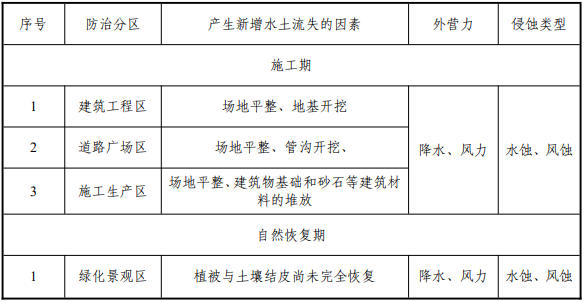 序号 防治分区 产生新增水土流失的因素 外营力 侵蚀类型
施工期
1 建筑工程区 场地平整、地基开挖
2 道路广场区 场地平整、管沟开挖、 降水、风力 水蚀、风蚀
3 施工生产区 场地平整、建筑物基础和砂石等建筑材
料的堆放
自然恢复期
1 绿化景观区 植被与土壤结皮尚未完全恢复 降水、风力 水蚀、风蚀